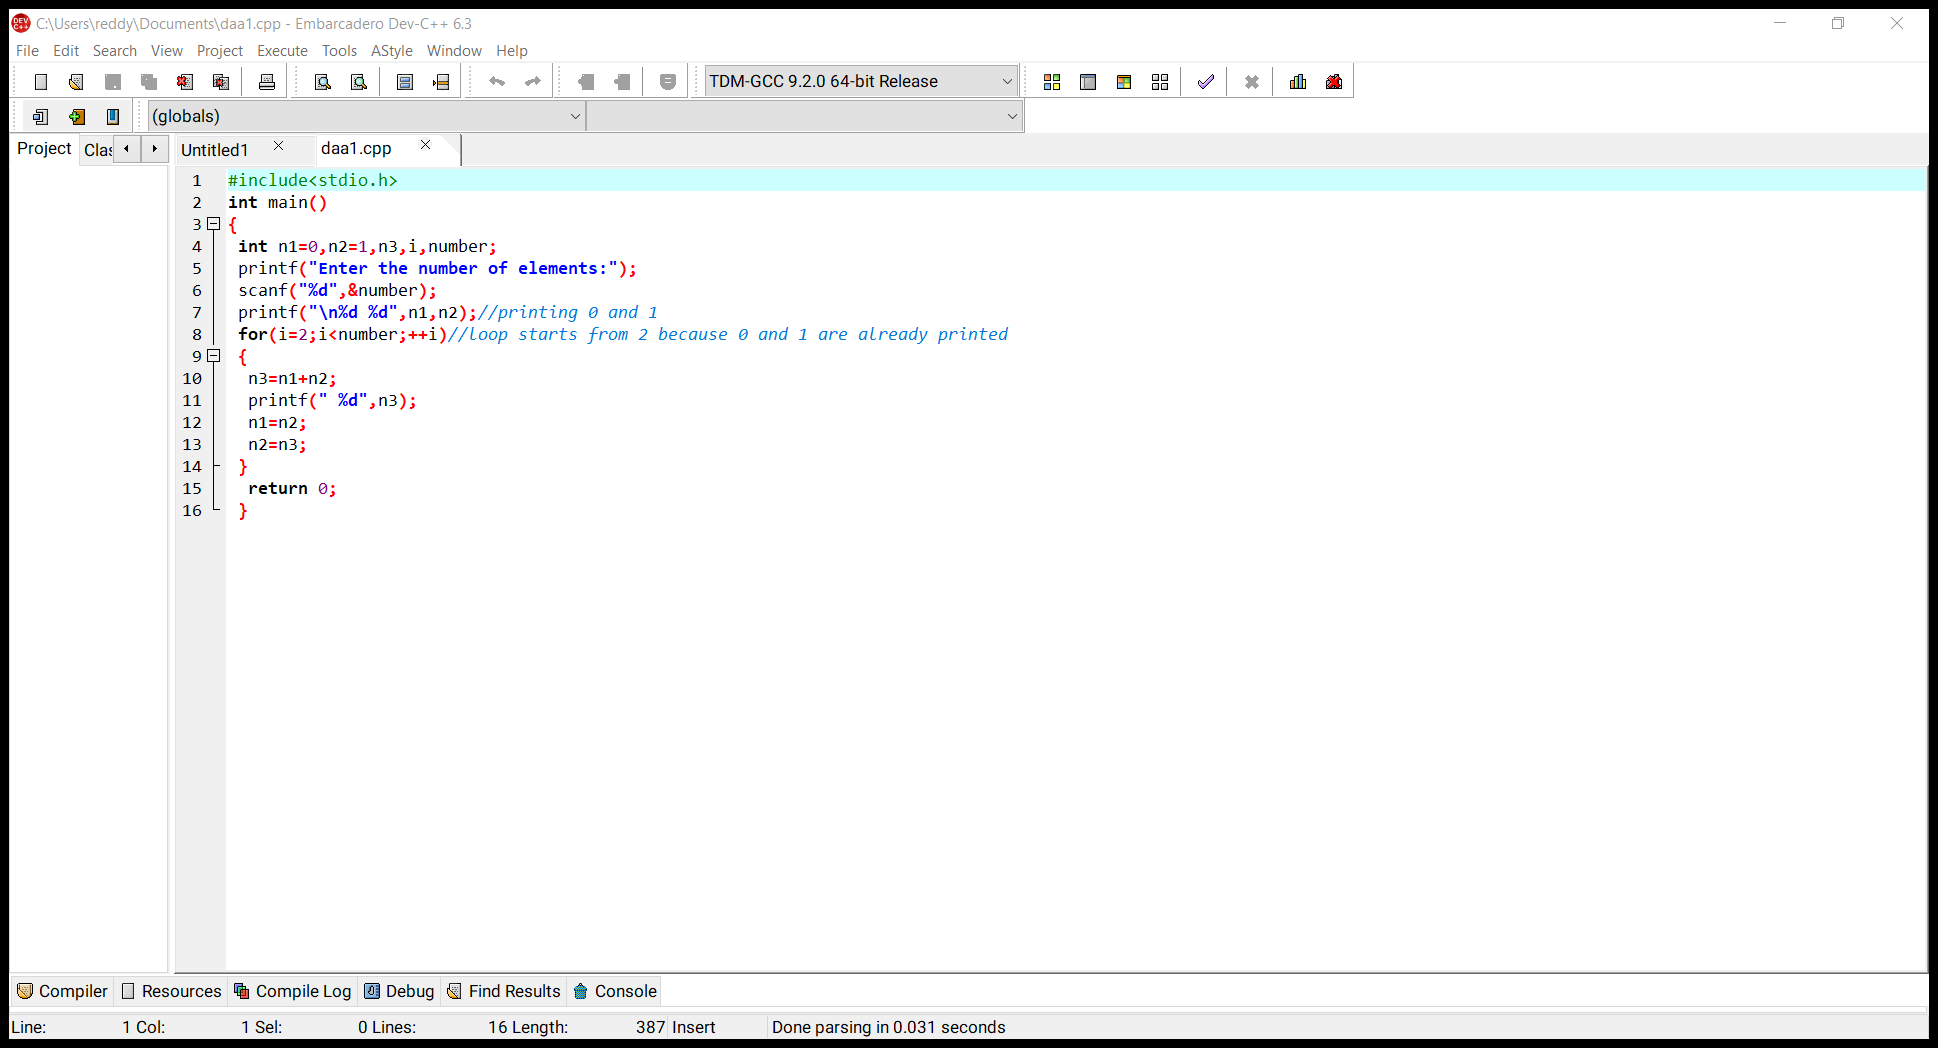 C:\Users\reddy\Documents\daa1.cpp - Embarcadero Dev-C++ 6.3
File Edit Search View Project Execute Tools AStyle Window Help
TDM-GCC 9.2.0 64-bit Release
(globals)
Project Clas Untitled1 daa1.cpp
1 #include<stdio.h>
2 int main()
3 {
4 int n1=0,n2=1,n3,i,number;
5 printf("Enter the number of elements:");
6 scanf("%d",&number);
7 printf("\n%d %d",n1,n2);//printing 0 and 1
8 for(i=2;i<number;++i)//loop starts from 2 because 0 and 1 are already printed
9 {
10 n3=n1+n2;
11 printf(" %d",n3);
12 n1=n2;
13 n2=n3;
14 }
15 return 0;
16 }
Compiler Resources Compile Log Debug Find Results Console
Line: 1 Col: 1 Sel: 0 Lines: 16 Length: 387 Insert Done parsing in 0.031 seconds